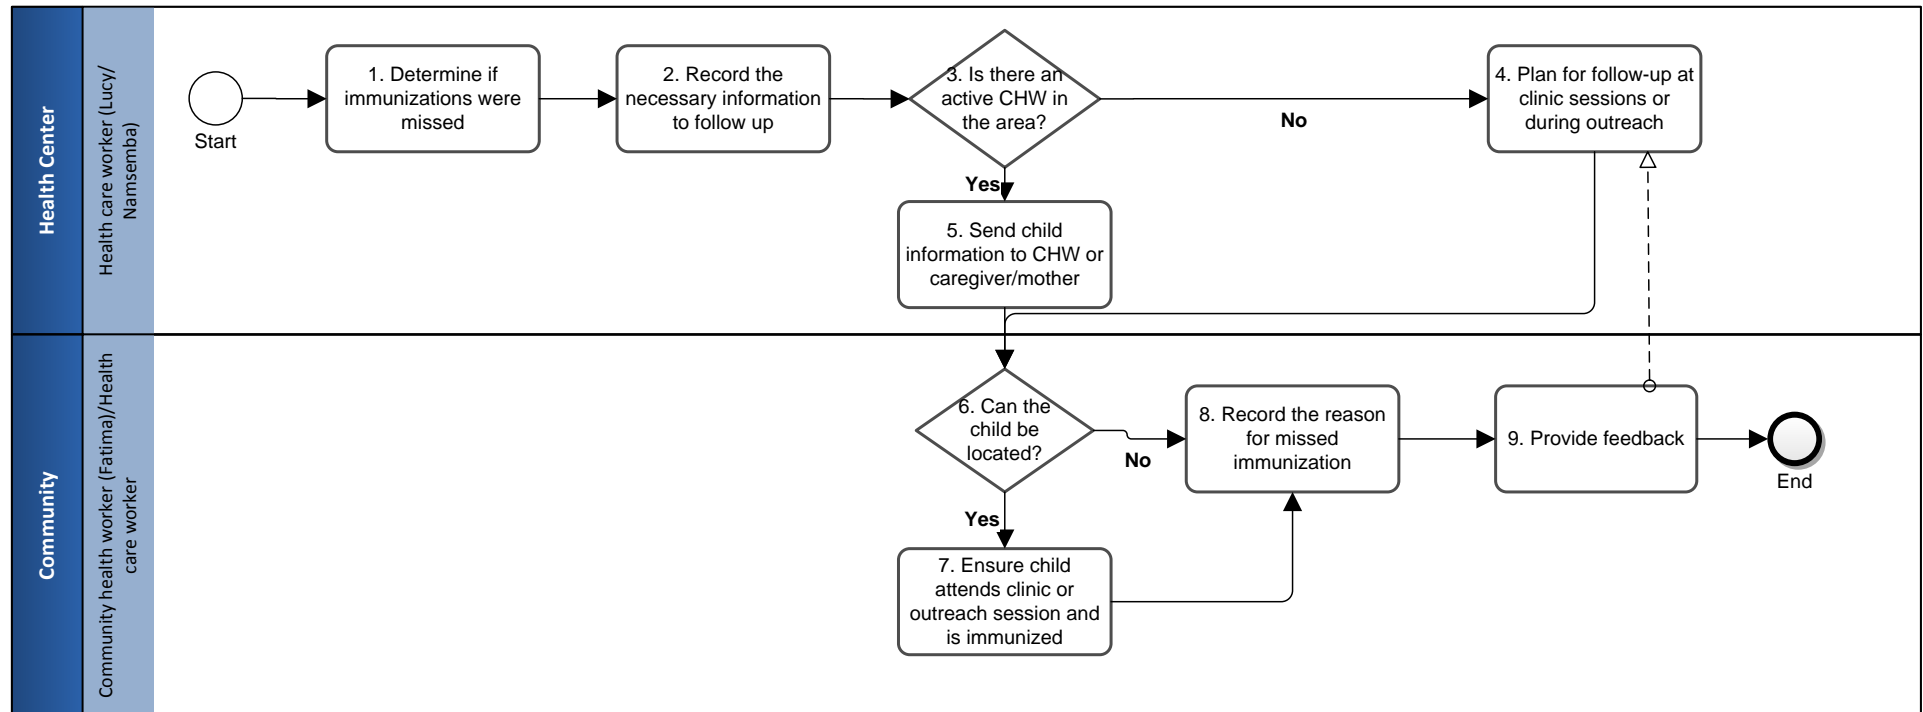 Health Center
Health care worker (Lucy/
Namsemba)
Start
1. Determine if
immunizations were
missed
2. Record the
necessary information
to follow up
3. Is there an
active CHW in
the area?
No
4. Plan for follow-up at
clinic sessions or
during outreach
Yes
5. Send child
information to CHW or
caregiver/mother
Community
Community health worker (Fatima)/Health
care worker
6. Can the
child be
located?
No
8. Record the reason
for missed
immunization
9. Provide feedback
End
Yes
7. Ensure child
attends clinic or
outreach session and
is immunized